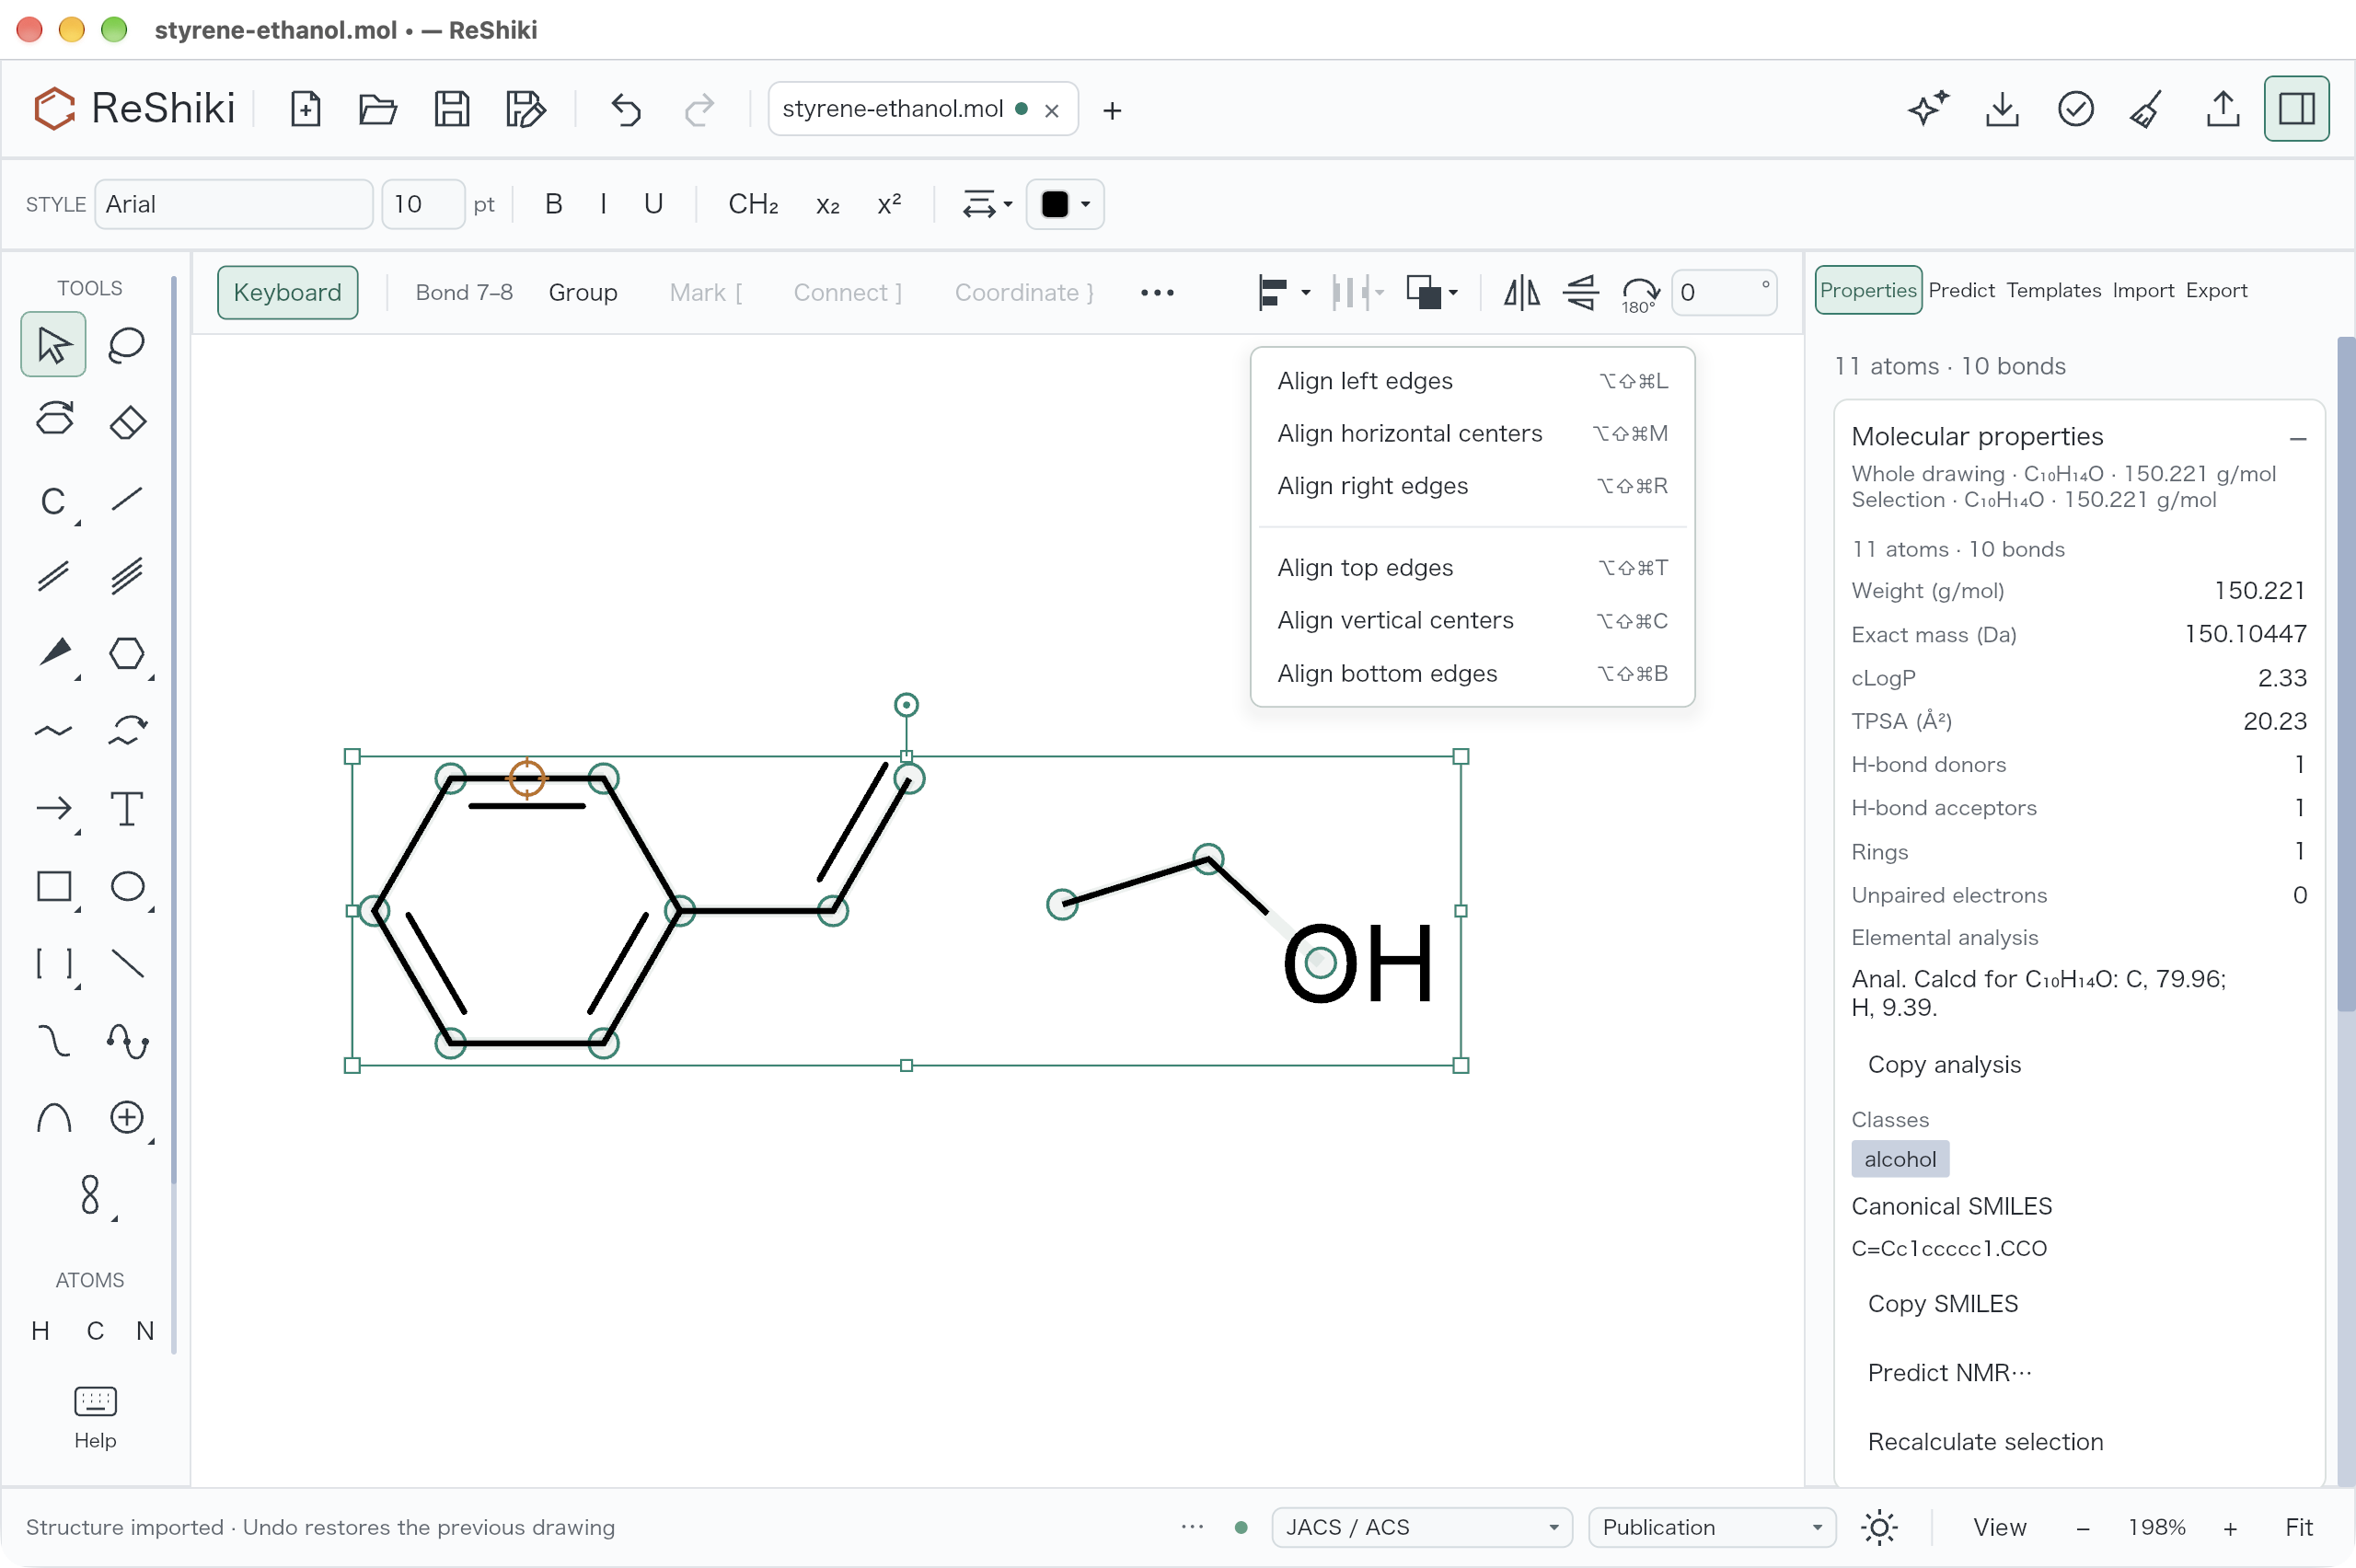 styrene-ethanol.mol • — ReShiki
ReShiki
styrene-ethanol.mol ● × +
STYLE Arial 10 pt B I U CH₂ x₂ x²
TOOLS
C
T
[ ]
ATOMS
H C N
Help
Keyboard Bond 7–8 Group Mark [ Connect ] Coordinate } ••• 180° 0 °
Align left edges ⌥⇧⌘L
Align horizontal centers ⌥⇧⌘M
Align right edges ⌥⇧⌘R
Align top edges ⌥⇧⌘T
Align vertical centers ⌥⇧⌘C
Align bottom edges ⌥⇧⌘B
OH
Properties Predict Templates Import Export
11 atoms · 10 bonds
Molecular properties –
Whole drawing · C₁₀H₁₄O · 150.221 g/mol
Selection · C₁₀H₁₄O · 150.221 g/mol
11 atoms · 10 bonds
Weight (g/mol) 150.221
Exact mass (Da) 150.10447
cLogP 2.33
TPSA (Å²) 20.23
H-bond donors 1
H-bond acceptors 1
Rings 1
Unpaired electrons 0
Elemental analysis
Anal. Calcd for C₁₀H₁₄O: C, 79.96;
H, 9.39.
Copy analysis
Classes
alcohol
Canonical SMILES
C=Cc1ccccc1.CCO
Copy SMILES
Predict NMR···
Recalculate selection
Structure imported · Undo restores the previous drawing
··· JACS / ACS Publication View – 198% + Fit